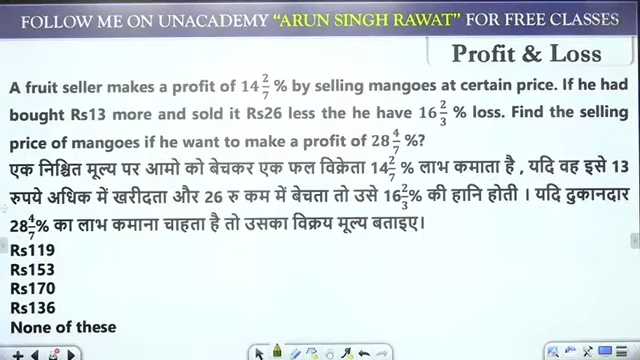 FOLLOW ME ON UNACADEMY “ARUN SINGH RAWAT” FOR FREE CLASSES
Profit & Loss
A fruit seller makes a profit of 14 2/7 % by selling mangoes at certain price. If he had
bought Rs13 more and sold it Rs26 less the he have 16 2/3 % loss. Find the selling
price of mangoes if he want to make a profit of 28 4/7 %?
एक निश्चित मूल्य पर आमो को बेचकर एक फल विक्रेता 14 2/7 % लाभ कमाता है , यदि वह इसे 13
रुपये अधिक में खरीदता और 26 रु कम में बेचता तो उसे 16 2/3 % की हानि होती । यदि दुकानदार
28 4/7 % का लाभ कमाना चाहता है तो उसका विक्रय मूल्य बताइए।
Rs119
Rs153
Rs170
Rs136
None of these